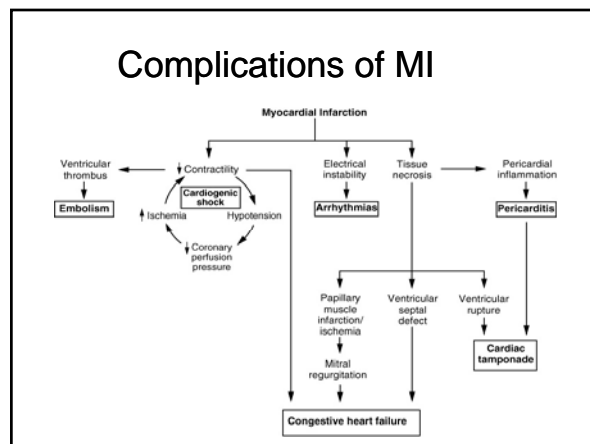 Complications of MI
Myocardial Infarction
Ventricular
thrombus
Embolism
↓ Contractility
Cardiogenic
shock
↑ Ischemia
Hypotension
↓ Coronary
perfusion
pressure
Electrical
instability
Arrhythmias
Tissue
necrosis
Pericardial
inflammation
Pericarditis
Papillary
muscle
infarction/
ischemia
Mitral
regurgitation
Ventricular
septal
defect
Ventricular
rupture
Cardiac
tamponade
Congestive heart failure